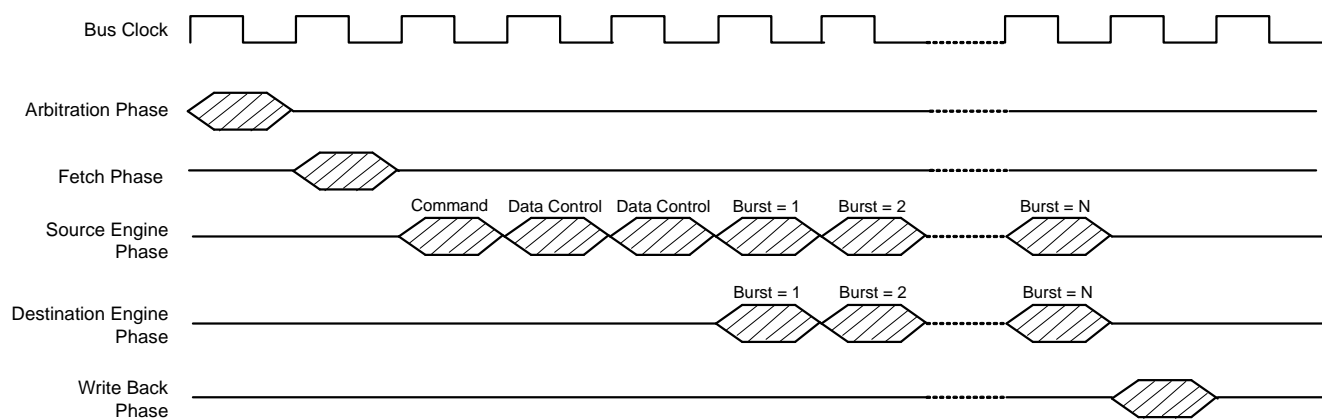 Bus Clock
Arbitration Phase
Fetch Phase
Command Data Control Data Control Burst = 1 Burst = 2 Burst = N
Source Engine
Phase
Burst = 1 Burst = 2 Burst = N
Destination Engine
Phase
Write Back
Phase